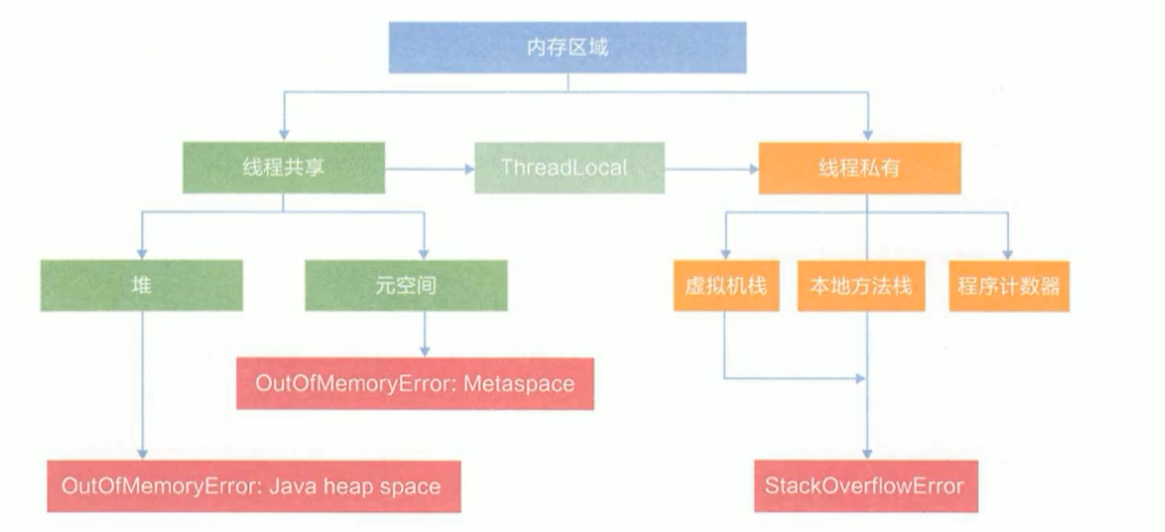 内存区域
线程共享
ThreadLocal
线程私有
堆
元空间
虚拟机栈
本地方法栈
程序计数器
OutOfMemoryError: Metaspace
OutOfMemoryError: Java heap space
StackOverflowError